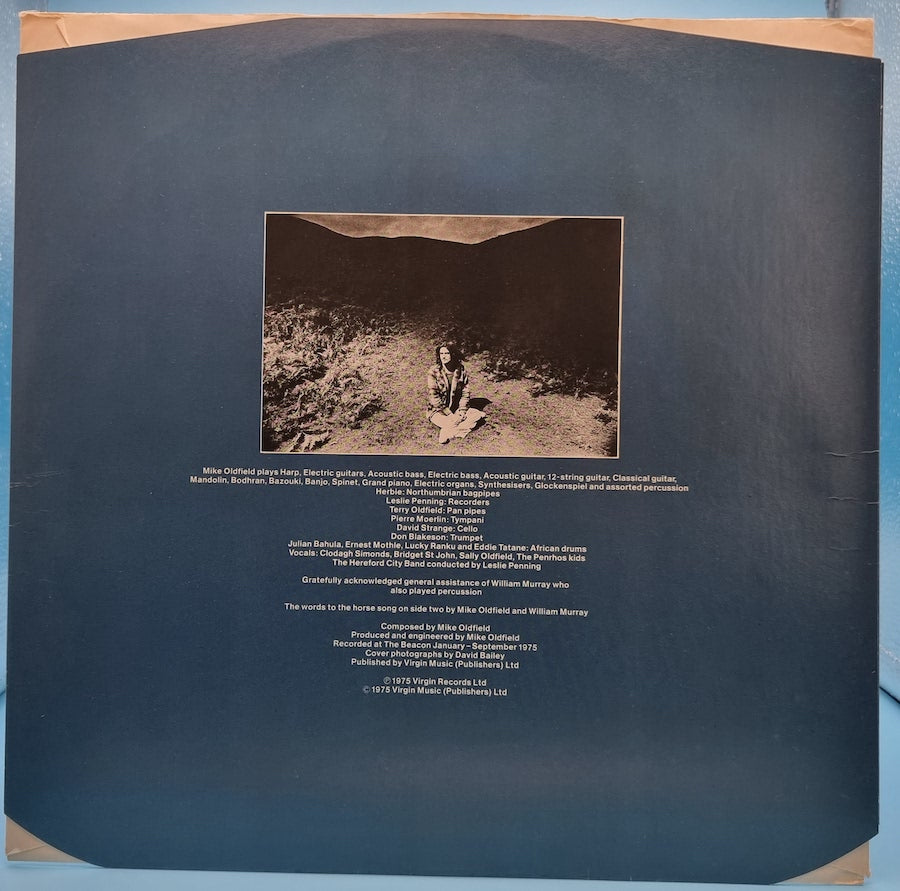 Mike Oldfield plays Harp, Electric guitars, Acoustic bass, Electric bass, Acoustic guitar, 12-string guitar, Classical guitar,
Mandolin, Bodhran, Bazouki, Banjo, Spinet, Grand piano, Electric organs, Synthesisers, Glockenspiel and assorted percussion
Herbie: Northumbrian bagpipes
Leslie Penning: Recorders
Terry Oldfield: Pan pipes
Pierre Moerlin: Tympani
David Strange: Cello
Don Blakeson: Trumpet
Julian Bahula, Ernest Mothle, Lucky Ranku and Eddie Tatane: African drums
Vocals: Clodagh Simonds, Bridget St John, Sally Oldfield, The Penrhos kids
The Hereford City Band conducted by Leslie Penning
Gratefully acknowledged general assistance of William Murray who
also played percussion
The words to the horse song on side two by Mike Oldfield and William Murray
Composed by Mike Oldfield
Produced and engineered by Mike Oldfield
Recorded at The Beacon January – September 1975
Cover photographs by David Bailey
Published by Virgin Music (Publishers) Ltd
℗ 1975 Virgin Records Ltd
© 1975 Virgin Music (Publishers) Ltd